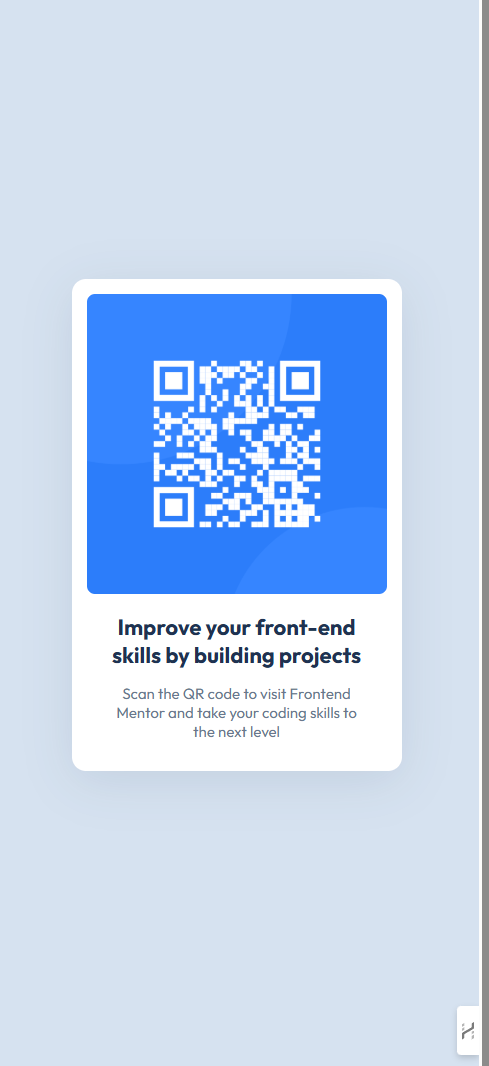 Improve your front-end
skills by building projects
Scan the QR code to visit Frontend
Mentor and take your coding skills to
the next level